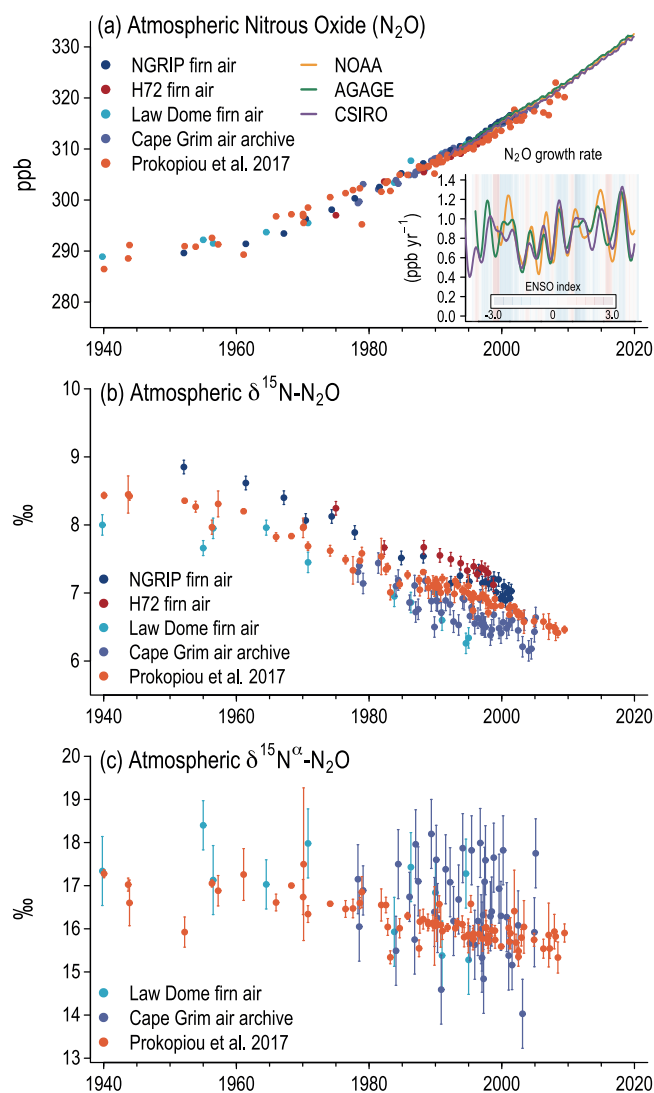 (a) Atmospheric Nitrous Oxide (N₂O)
330
320
310
300
290
280
ppb
NGRIP firn air
H72 firn air
Law Dome firn air
Cape Grim air archive
Prokopiou et al. 2017
NOAA
AGAGE
CSIRO
N₂O growth rate
1.4
1.2
1.0
0.8
0.6
0.4
0.2
0.0
(ppb yr⁻¹)
ENSO index
-3.0 0 3.0
1940 1960 1980 2000 2020
(b) Atmospheric δ¹⁵N-N₂O
10
9
8
7
6
‰
NGRIP firn air
H72 firn air
Law Dome firn air
Cape Grim air archive
Prokopiou et al. 2017
1940 1960 1980 2000 2020
(c) Atmospheric δ¹⁵Nᵅ-N₂O
20
19
18
17
16
15
14
13
‰
Law Dome firn air
Cape Grim air archive
Prokopiou et al. 2017
1940 1960 1980 2000 2020